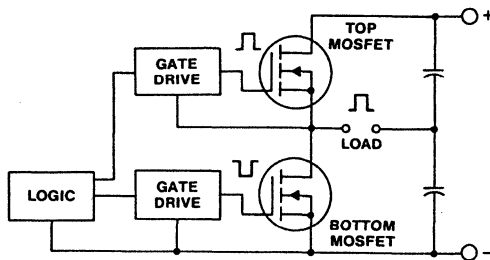 TOP
MOSFET
+
GATE
DRIVE
LOAD
LOGIC
GATE
DRIVE
BOTTOM
MOSFET
−